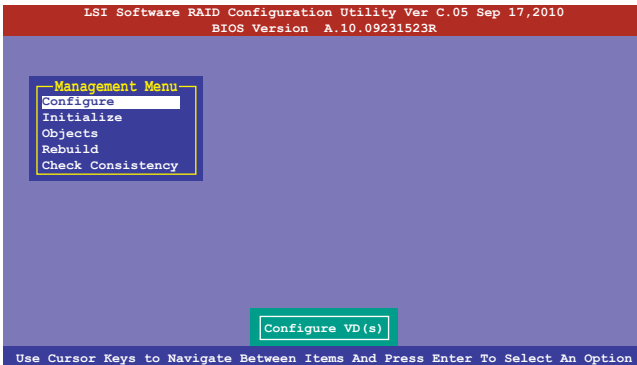 LSI Software RAID Configuration Utility Ver C.05 Sep 17,2010
BIOS Version A.10.09231523R
Management Menu
Configure
Initialize
Objects
Rebuild
Check Consistency
Configure VD(s)
Use Cursor Keys to Navigate Between Items And Press Enter To Select An Option